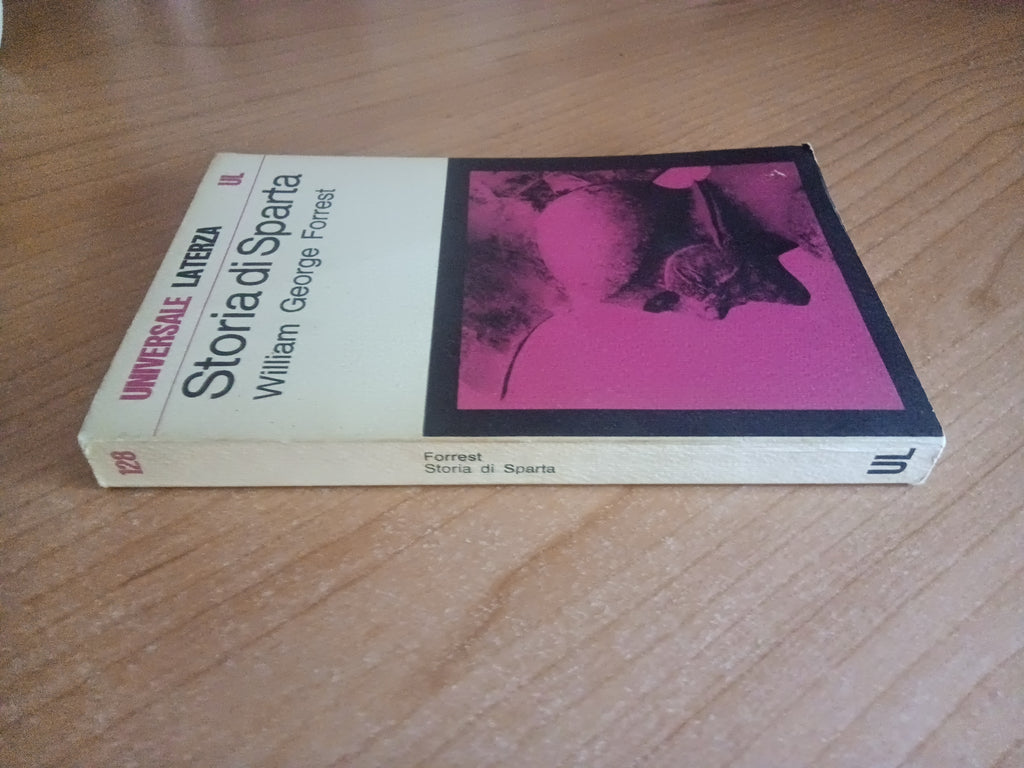 UNIVERSALE LATERZA UL
Storia di Sparta
William George Forrest
128
Forrest
Storia di Sparta
UL